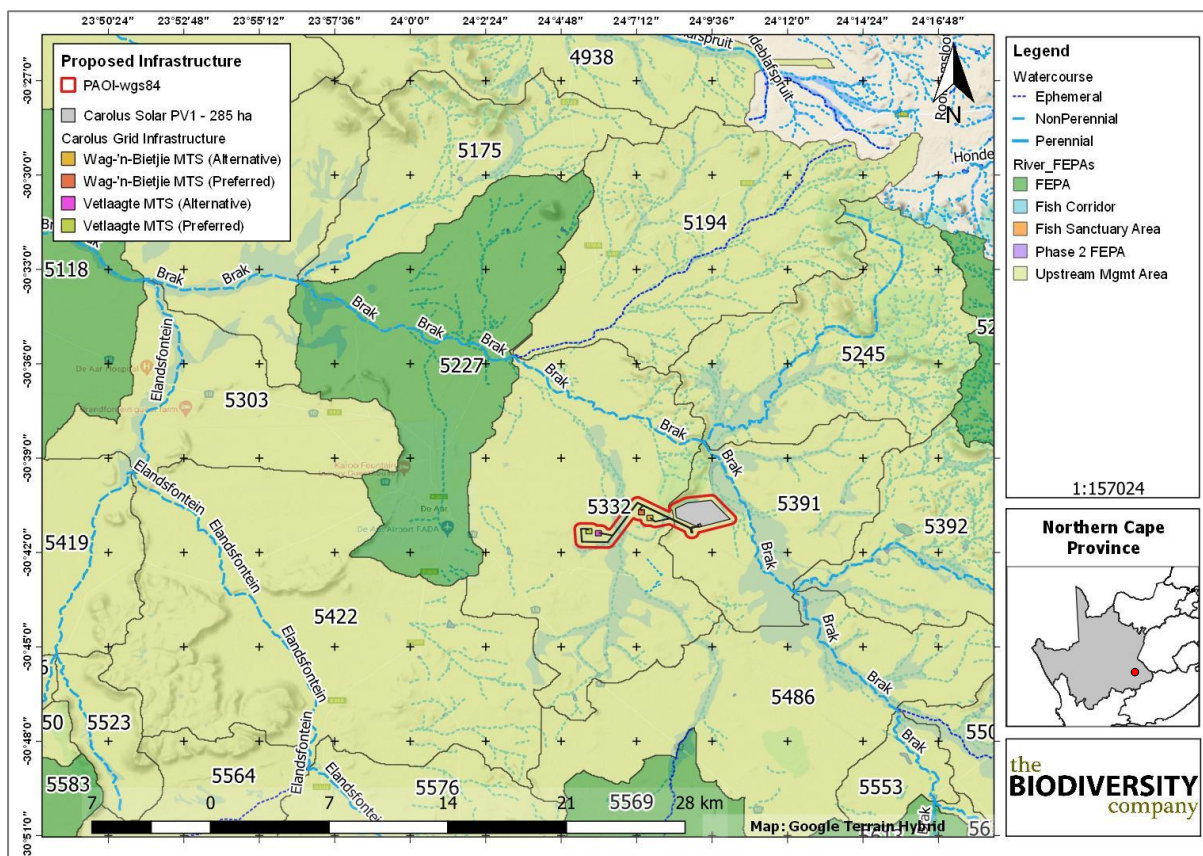 23°50'24"
23°52'48"
23°55'12"
23°57'36"
24°0'0"
24°2'24"
24°4'48"
24°7'12"
24°9'36"
24°12'0"
24°14'24"
24°16'48"
-30°27'0"
-30°30'0"
-30°33'0"
-30°36'0"
-30°39'0"
-30°42'0"
-30°45'0"
-30°48'0"
-30°51'0"
Proposed Infrastructure
PAOI-wgs84
Carolus Solar PV1 - 285 ha
Carolus Grid Infrastructure
Wag-'n-Bietjie MTS (Alternative)
Wag-'n-Bietjie MTS (Preferred)
Vetlaagte MTS (Alternative)
Vetlaagte MTS (Preferred)
4938
N
5175
5194
5118
Brak
Brak
Brak
Brak
Brak
Brak
5227
Brak
Brak
Brak
Brak
Brak
Brak
Brak
5245
De Aar Hospital
Elandsfontein
5303
De Aar
5332
5391
5392
5419
Elandsfontein
Elandsfontein
Elandsfontein
Elandsfontein
Elandsfontein
5422
5486
5523
5583
5564
5576
5569
5553
7
0
7
14
21
28 km
Map: Google Terrain Hybrid
Legend
Watercourse
Ephemeral
NonPerennial
Perennial
River_FEPAs
FEPA
Fish Corridor
Fish Sanctuary Area
Phase 2 FEPA
Upstream Mgmt Area
1:157024
Northern Cape
Province
the
BIODIVERSITY
company